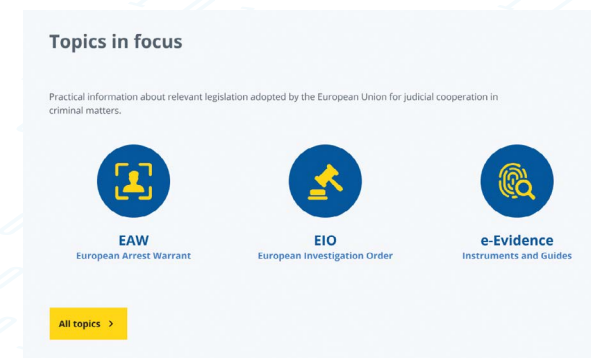 Topics in focus
Practical information about relevant legislation adopted by the European Union for judicial cooperation in
criminal matters.
EAW
European Arrest Warrant
EIO
European Investigation Order
e-Evidence
Instruments and Guides
All topics >